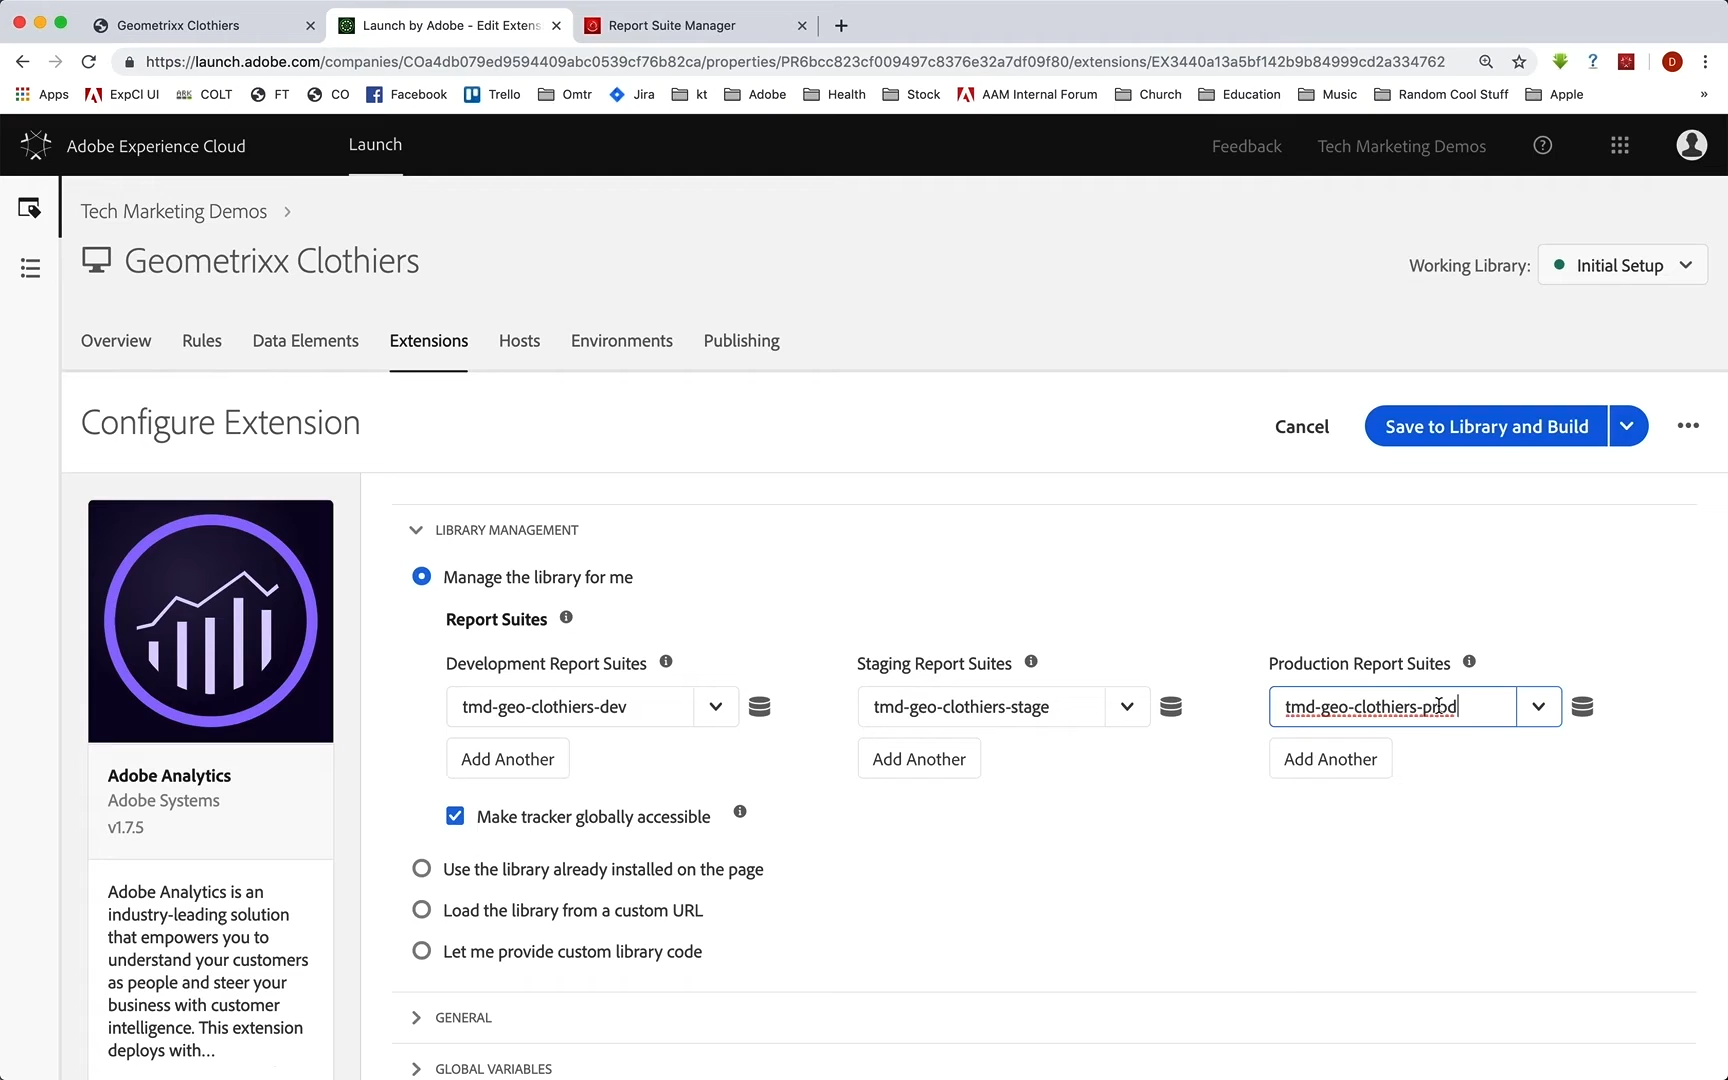 Geometrixx Clothiers
Launch by Adobe - Edit Extens
Report Suite Manager
https://launch.adobe.com/companies/COa4db079ed9594409abc0539cf76b82ca/properties/PR6bcc823cf009497c8376e32a7df09f80/extensions/EX3440a13a5bf142b9b84999cd2a334762
D
Apps
ExpCl UI
COLT
FT
CO
Facebook
Trello
Omtr
Jira
kt
Adobe
Health
Stock
AAM Internal Forum
Church
Education
Music
Random Cool Stuff
Apple
»
Adobe Experience Cloud
Launch
Feedback
Tech Marketing Demos
Tech Marketing Demos
Geometrixx Clothiers
Working Library:
Initial Setup
Overview
Rules
Data Elements
Extensions
Hosts
Environments
Publishing
Configure Extension
Cancel
Save to Library and Build
LIBRARY MANAGEMENT
Manage the library for me
Report Suites
Development Report Suites
Staging Report Suites
Production Report Suites
tmd-geo-clothiers-dev
tmd-geo-clothiers-stage
tmd-geo-clothiers-prod
Add Another
Add Another
Add Another
Make tracker globally accessible
Use the library already installed on the page
Load the library from a custom URL
Let me provide custom library code
GENERAL
GLOBAL VARIABLES
Adobe Analytics
Adobe Systems
v1.7.5
Adobe Analytics is an
industry-leading solution
that empowers you to
understand your customers
as people and steer your
business with customer
intelligence. This extension
deploys with...